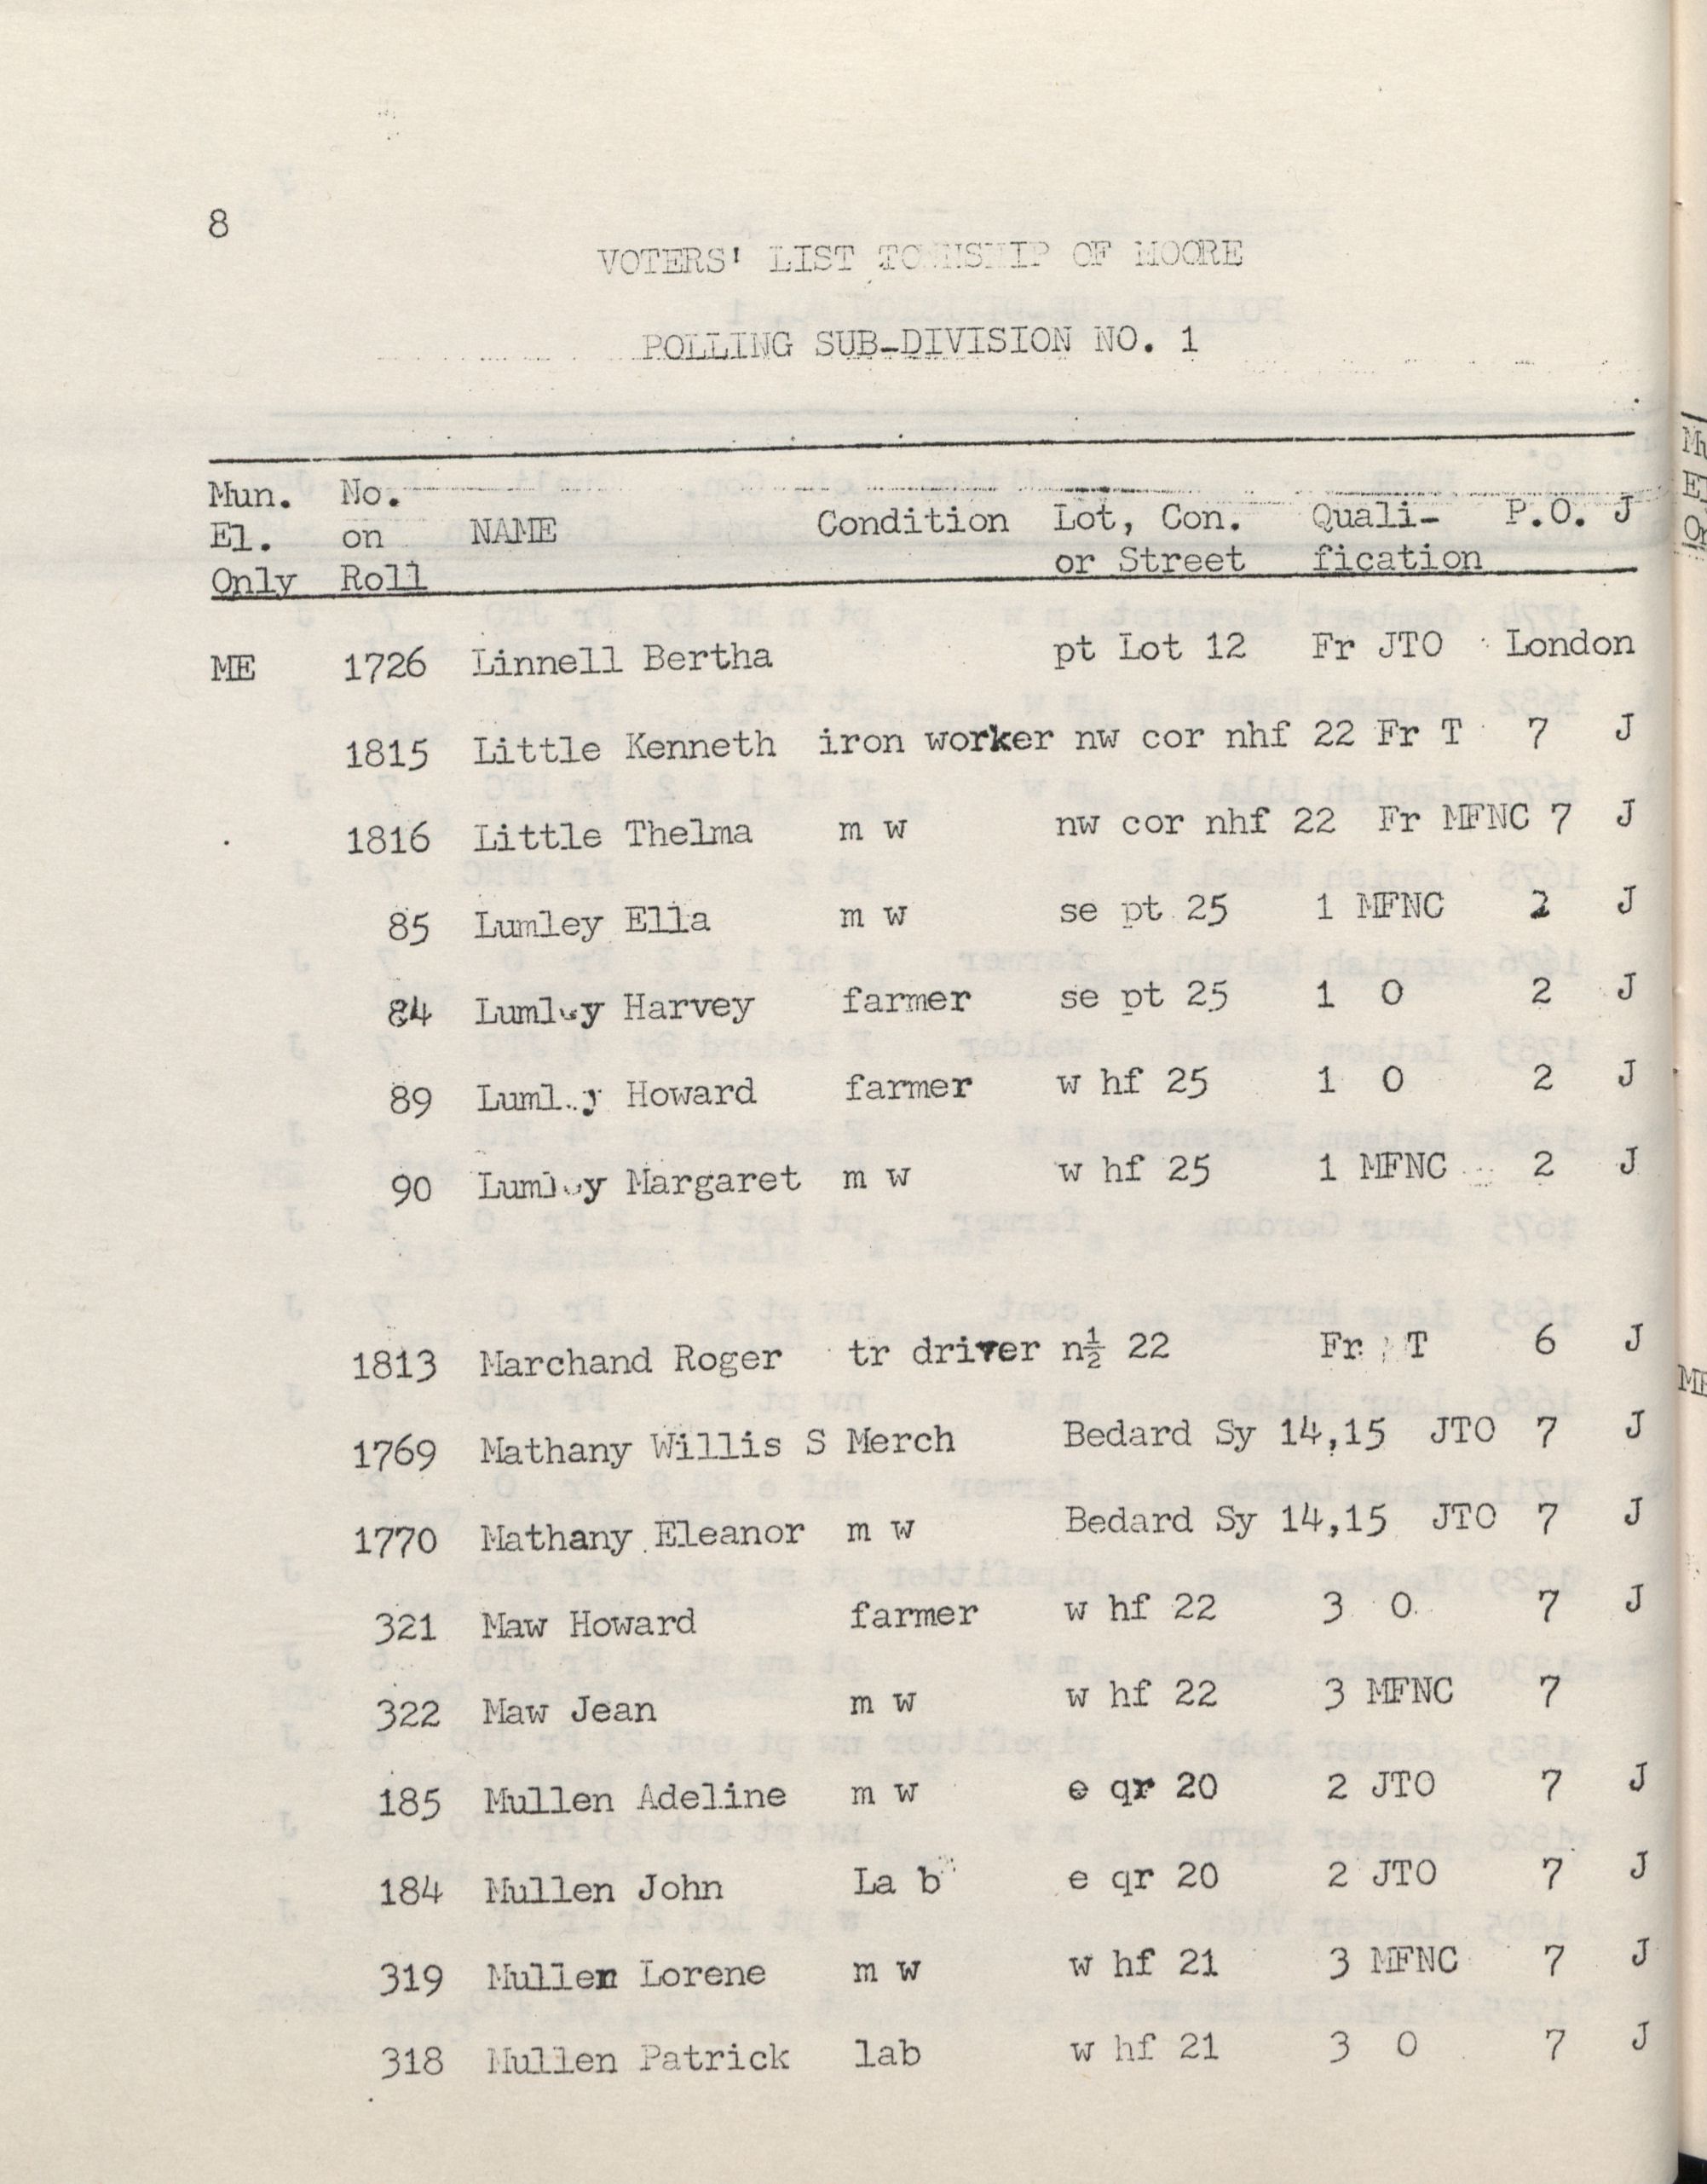 8
VOTERS' LIST TOWNSHIP OF MOORE
POLLING SUB-DIVISION NO. 1
Mun. No.
El. on NAME Condition Lot, Con. Quali- P.O. J
Only Roll or Street fication
ME 1726 Linnell Bertha pt Lot 12 Fr JTO London
1815 Little Kenneth iron worker nw cor nhf 22 Fr T 7 J
1816 Little Thelma m w nw cor nhf 22 Fr MFNC 7 J
85 Lumley Ella m w se pt 25 1 MFNC 2 J
84 Lumley Harvey farmer se pt 25 1 O 2 J
89 Lumley Howard farmer w hf 25 1 O 2 J
90 Lumley Margaret m w w hf 25 1 MFNC 2 J
1813 Marchand Roger tr driver n½ 22 Fr T 6 J
1769 Mathany Willis S Merch Bedard Sy 14,15 JTO 7 J
1770 Mathany Eleanor m w Bedard Sy 14,15 JTO 7 J
321 Maw Howard farmer w hf 22 3 O 7 J
322 Maw Jean m w w hf 22 3 MFNC 7
185 Mullen Adeline m w e qr 20 2 JTO 7 J
184 Mullen John La b e qr 20 2 JTO 7 J
319 Mullen Lorene m w w hf 21 3 MFNC 7 J
318 Mullen Patrick lab w hf 21 3 O 7 J